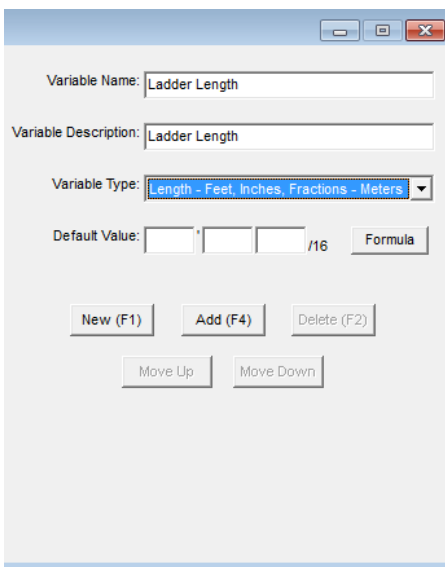 Variable Name: Ladder Length
Variable Description: Ladder Length
Variable Type: Length - Feet, Inches, Fractions - Meters
Default Value: ' /16 Formula
New (F1) Add (F4) Delete (F2)
Move Up Move Down